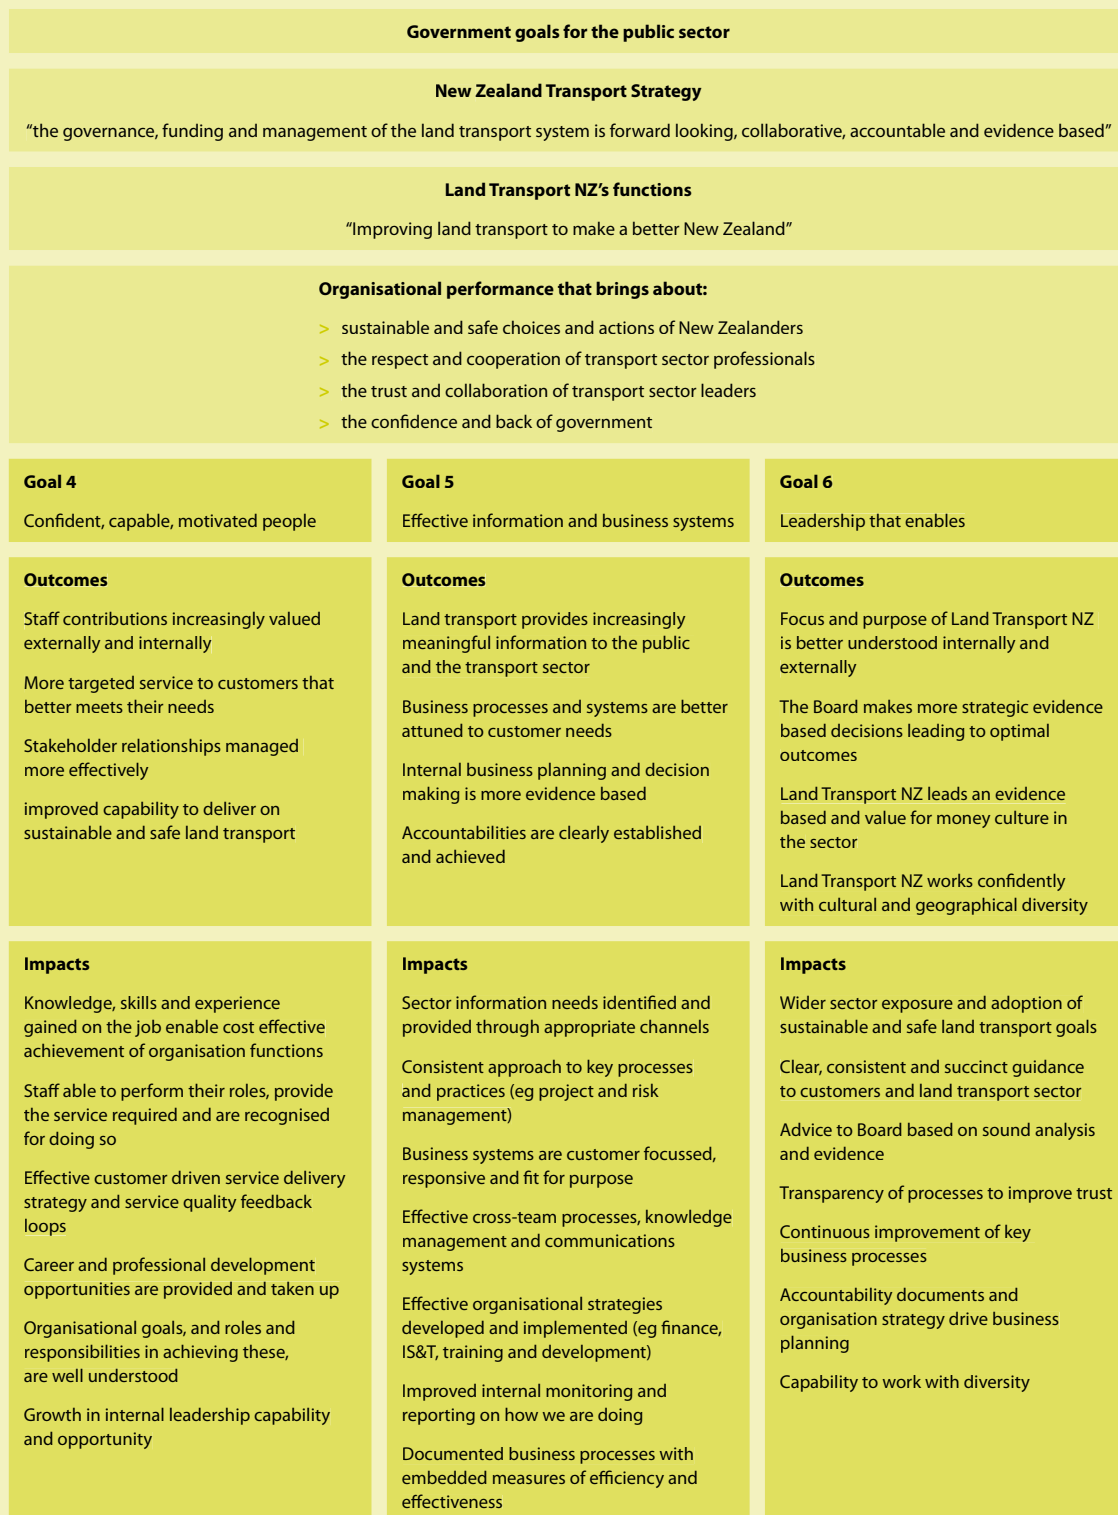 Government goals for the public sector
New Zealand Transport Strategy
“the governance, funding and management of the land transport system is forward looking, collaborative, accountable and evidence based”
Land Transport NZ’s functions
“Improving land transport to make a better New Zealand”
Organisational performance that brings about:
> sustainable and safe choices and actions of New Zealanders
> the respect and cooperation of transport sector professionals
> the trust and collaboration of transport sector leaders
> the confidence and back of government
Goal 4
Confident, capable, motivated people
Goal 5
Effective information and business systems
Goal 6
Leadership that enables
Outcomes
Staff contributions increasingly valued
externally and internally
More targeted service to customers that
better meets their needs
Stakeholder relationships managed
more effectively
improved capability to deliver on
sustainable and safe land transport
Outcomes
Land transport provides increasingly
meaningful information to the public
and the transport sector
Business processes and systems are better
attuned to customer needs
Internal business planning and decision
making is more evidence based
Accountabilities are clearly established
and achieved
Outcomes
Focus and purpose of Land Transport NZ
is better understood internally and
externally
The Board makes more strategic evidence
based decisions leading to optimal
outcomes
Land Transport NZ leads an evidence
based and value for money culture in
the sector
Land Transport NZ works confidently
with cultural and geographical diversity
Impacts
Knowledge, skills and experience
gained on the job enable cost effective
achievement of organisation functions
Staff able to perform their roles, provide
the service required and are recognised
for doing so
Effective customer driven service delivery
strategy and service quality feedback
loops
Career and professional development
opportunities are provided and taken up
Organisational goals, and roles and
responsibilities in achieving these,
are well understood
Growth in internal leadership capability
and opportunity
Impacts
Sector information needs identified and
provided through appropriate channels
Consistent approach to key processes
and practices (eg project and risk
management)
Business systems are customer focussed,
responsive and fit for purpose
Effective cross-team processes, knowledge
management and communications
systems
Effective organisational strategies
developed and implemented (eg finance,
IS&T, training and development)
Improved internal monitoring and
reporting on how we are doing
Documented business processes with
embedded measures of efficiency and
effectiveness
Impacts
Wider sector exposure and adoption of
sustainable and safe land transport goals
Clear, consistent and succinct guidance
to customers and land transport sector
Advice to Board based on sound analysis
and evidence
Transparency of processes to improve trust
Continuous improvement of key
business processes
Accountability documents and
organisation strategy drive business
planning
Capability to work with diversity